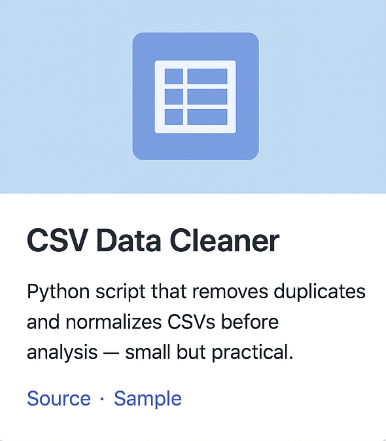 CSV Data Cleaner
Python script that removes duplicates
and normalizes CSVs before
analysis — small but practical.
Source · Sample